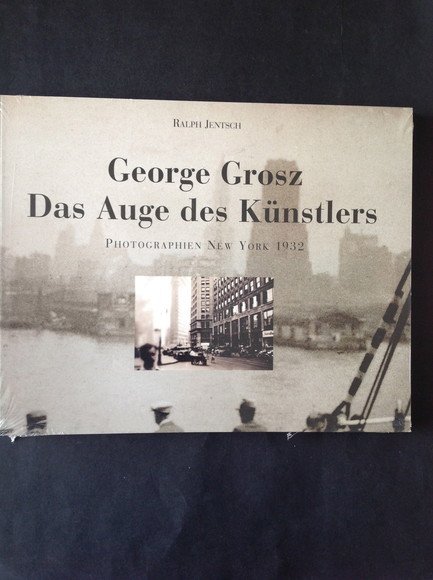 Ralph Jentsch
George Grosz
Das Auge des Künstlers
Photographien New York 1932